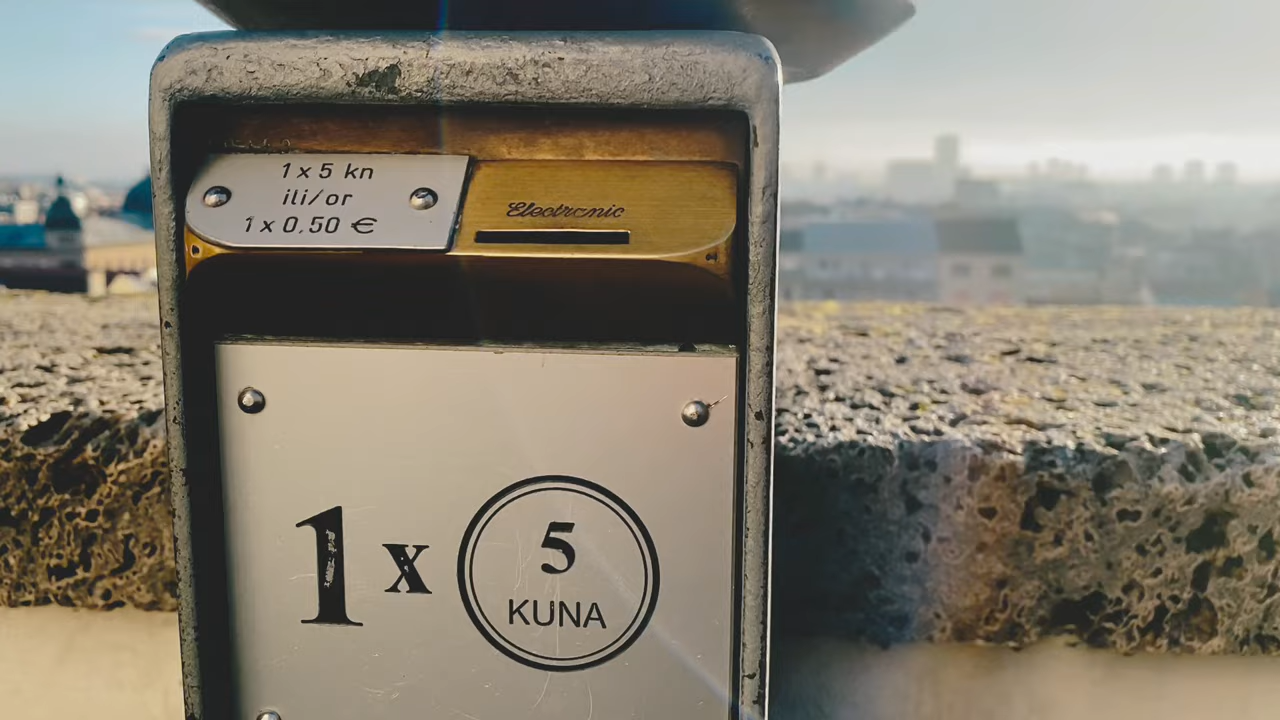 1 x 5 kn
ili/or
1 x 0,50 €
Electronic
1 x 5
KUNA